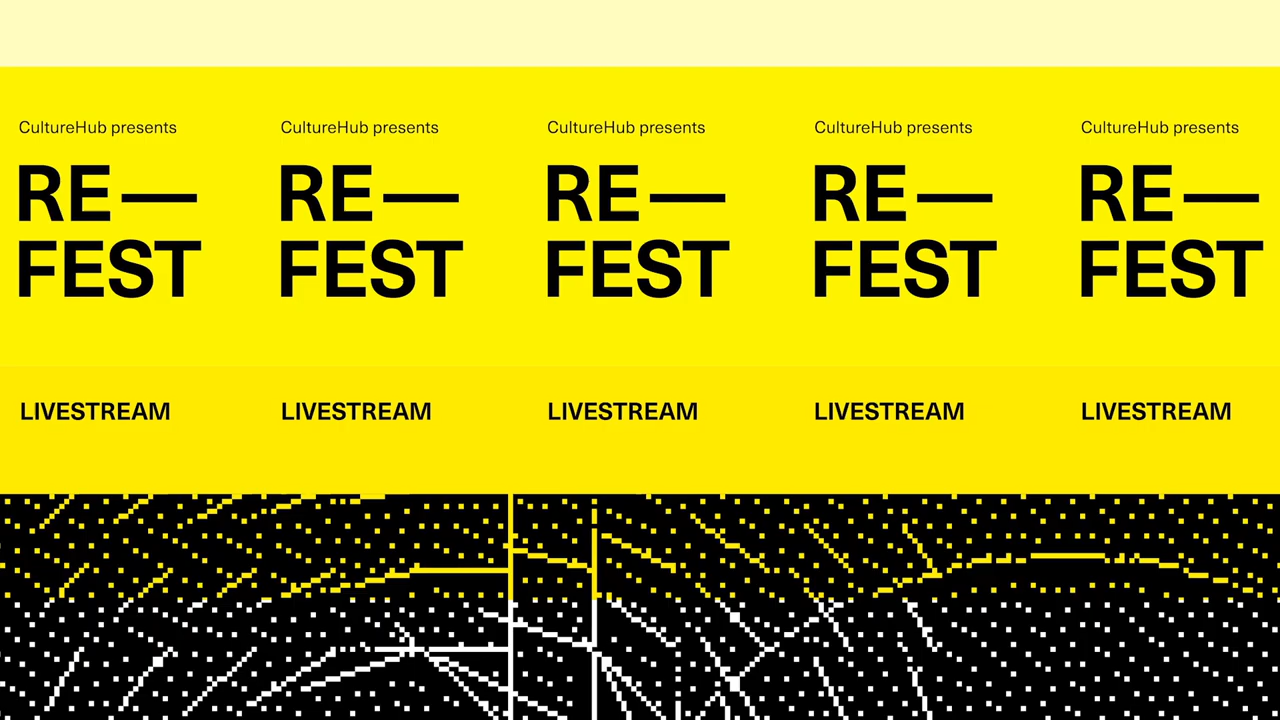 CultureHub presents CultureHub presents CultureHub presents CultureHub presents CultureHub presents
RE— RE— RE— RE— RE—
FEST FEST FEST FEST FEST
LIVESTREAM LIVESTREAM LIVESTREAM LIVESTREAM LIVESTREAM